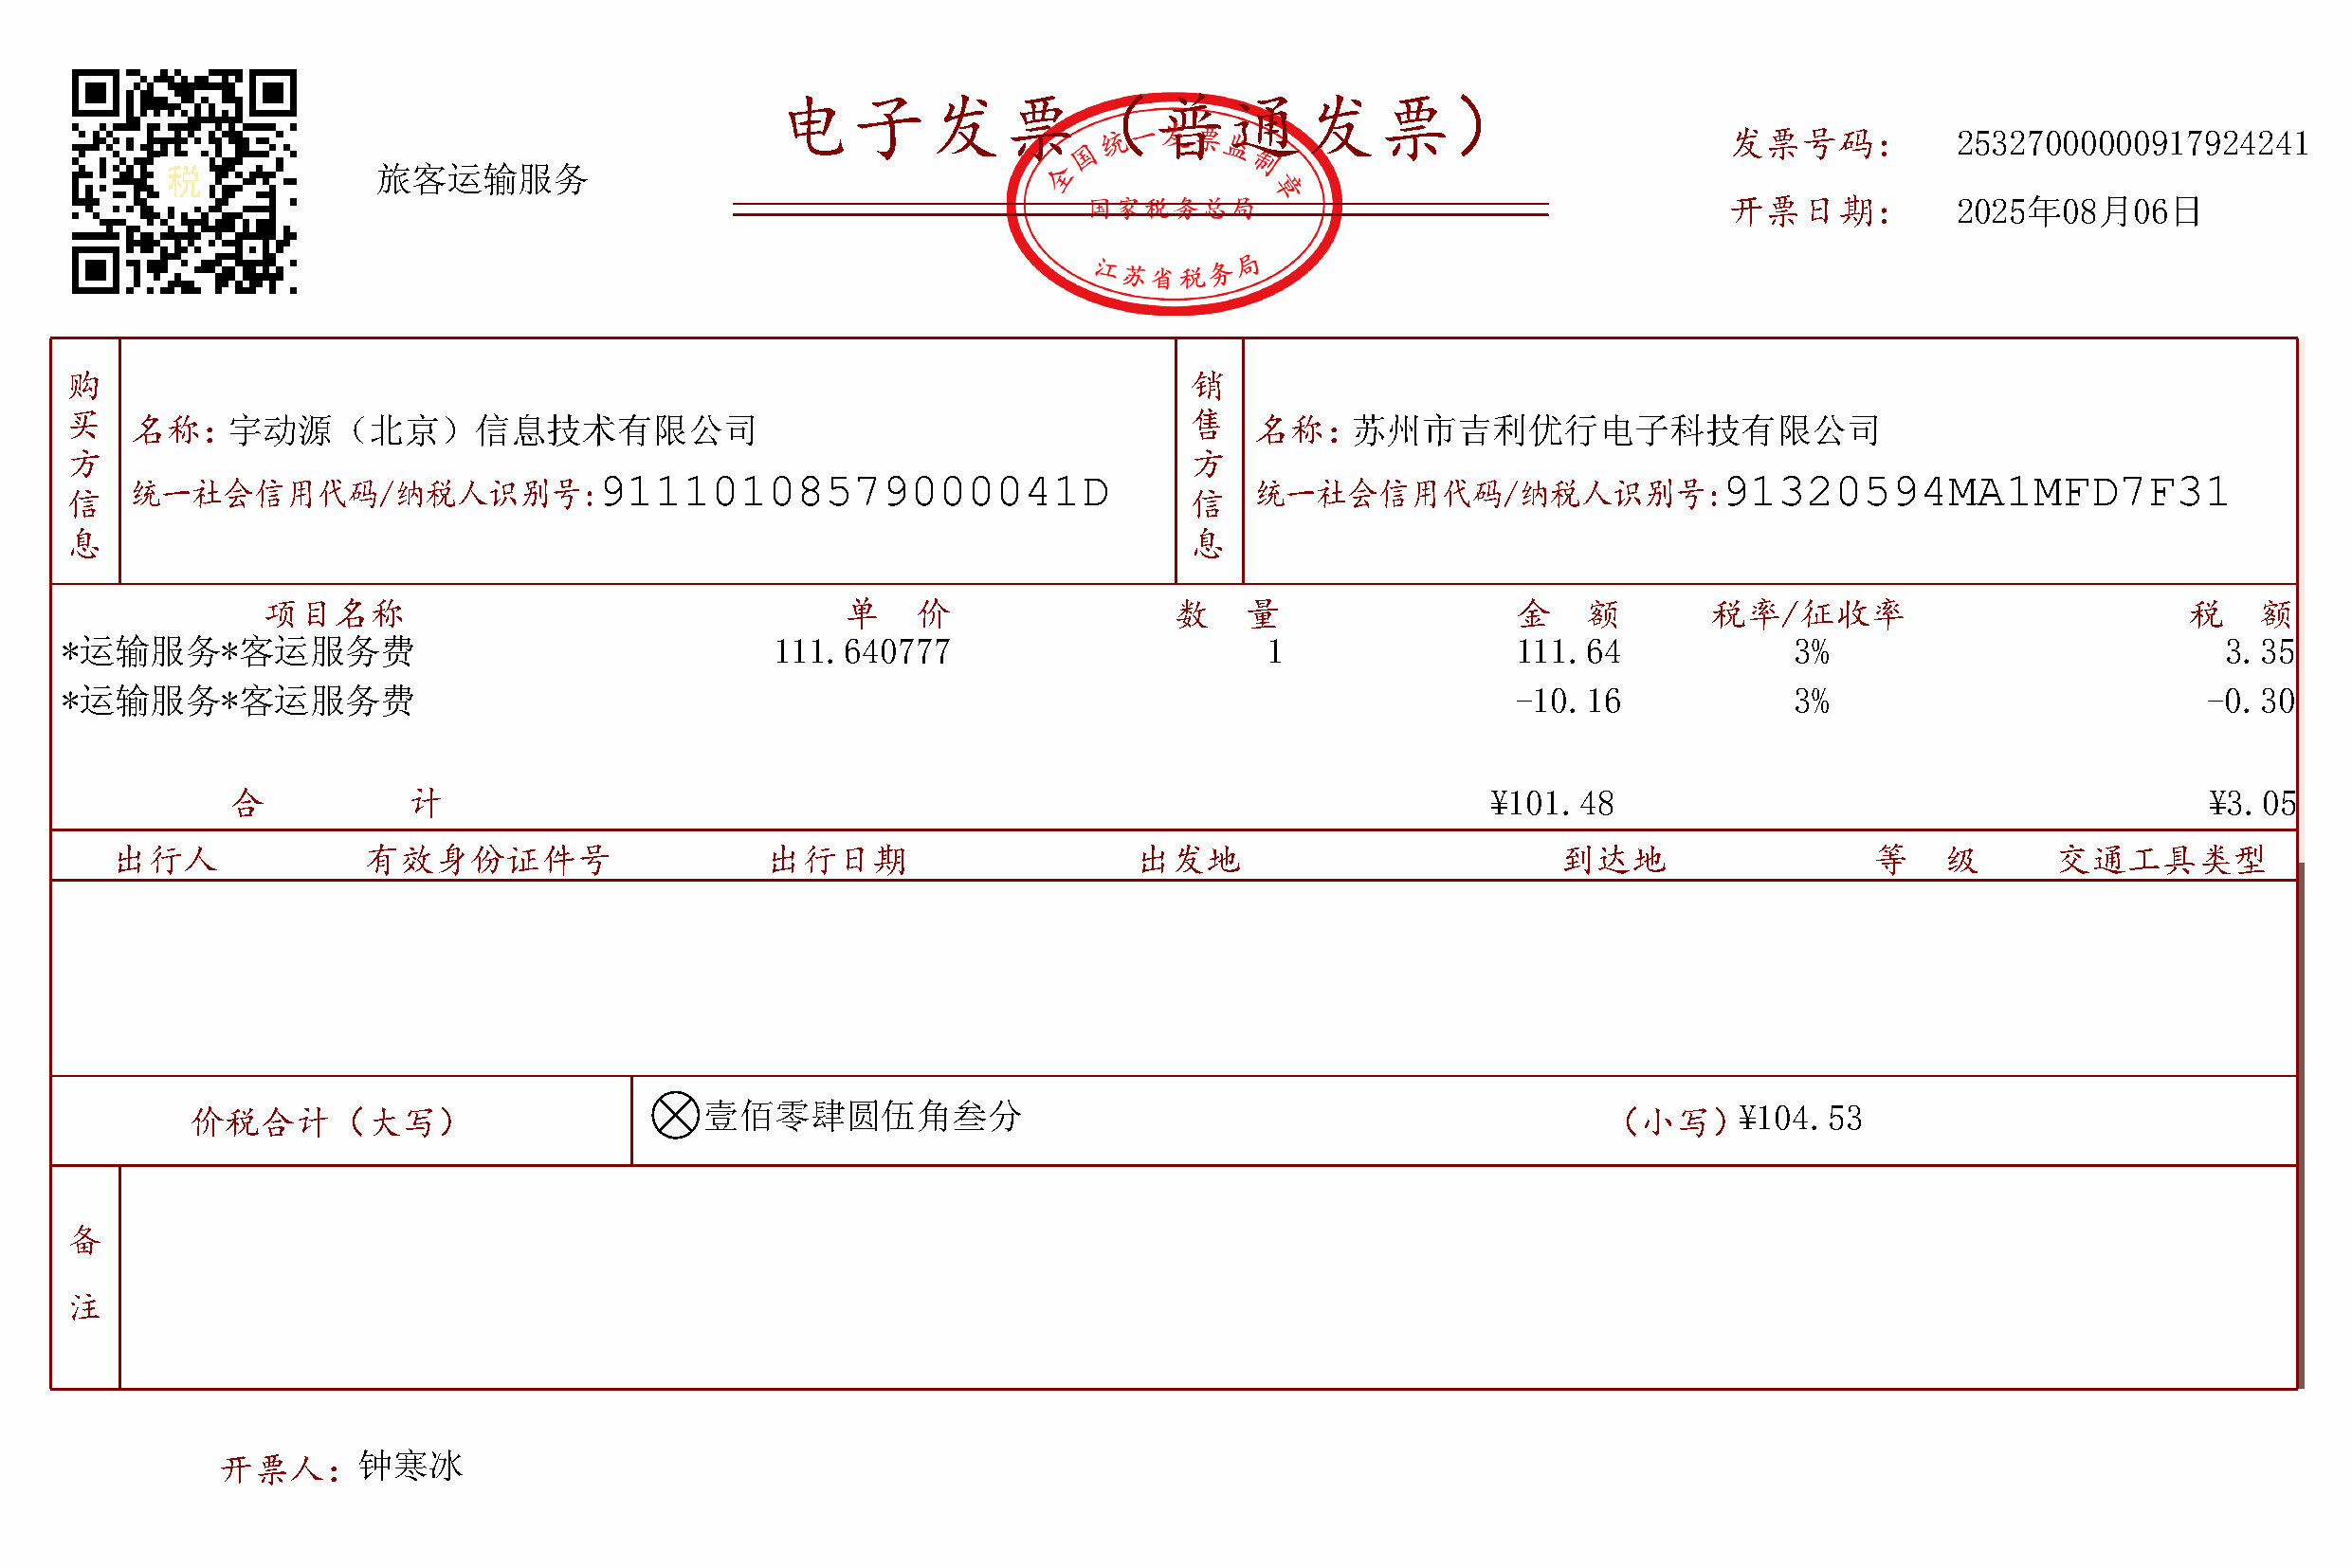 电子发票（普通发票）
全国统一发票监制章
国家税务总局
江苏省税务局
税
旅客运输服务
发票号码： 25327000000917924241
开票日期： 2025年08月06日
购买方信息
名称：宇动源（北京）信息技术有限公司
统一社会信用代码/纳税人识别号:91110108579000041D
销售方信息
名称：苏州市吉利优行电子科技有限公司
统一社会信用代码/纳税人识别号:91320594MA1MFD7F31
项目名称 单 价 数 量 金 额 税率/征收率 税 额
*运输服务*客运服务费 111.640777 1 111.64 3% 3.35
*运输服务*客运服务费 -10.16 3% -0.30
合 计 ¥101.48 ¥3.05
出行人 有效身份证件号 出行日期 出发地 到达地 等 级 交通工具类型
价税合计（大写） 壹佰零肆圆伍角叁分 （小写）¥104.53
备注
开票人：钟寒冰